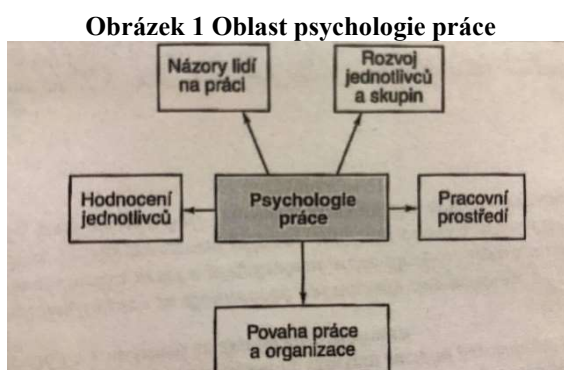 Obrázek 1 Oblast psychologie práce
Názory lidí
na práci
Rozvoj
jednotlivců
a skupin
Hodnocení
jednotlivců
Psychologie
práce
Pracovní
prostředí
Povaha práce
a organizace